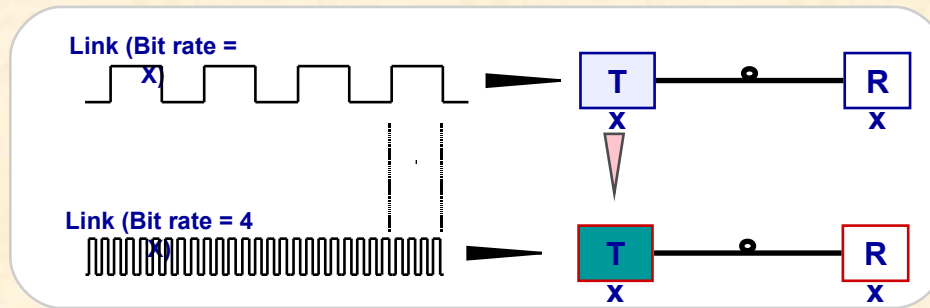 Link (Bit rate =
X)
T
x
R
x
Link (Bit rate = 4
X)
T
x
R
x